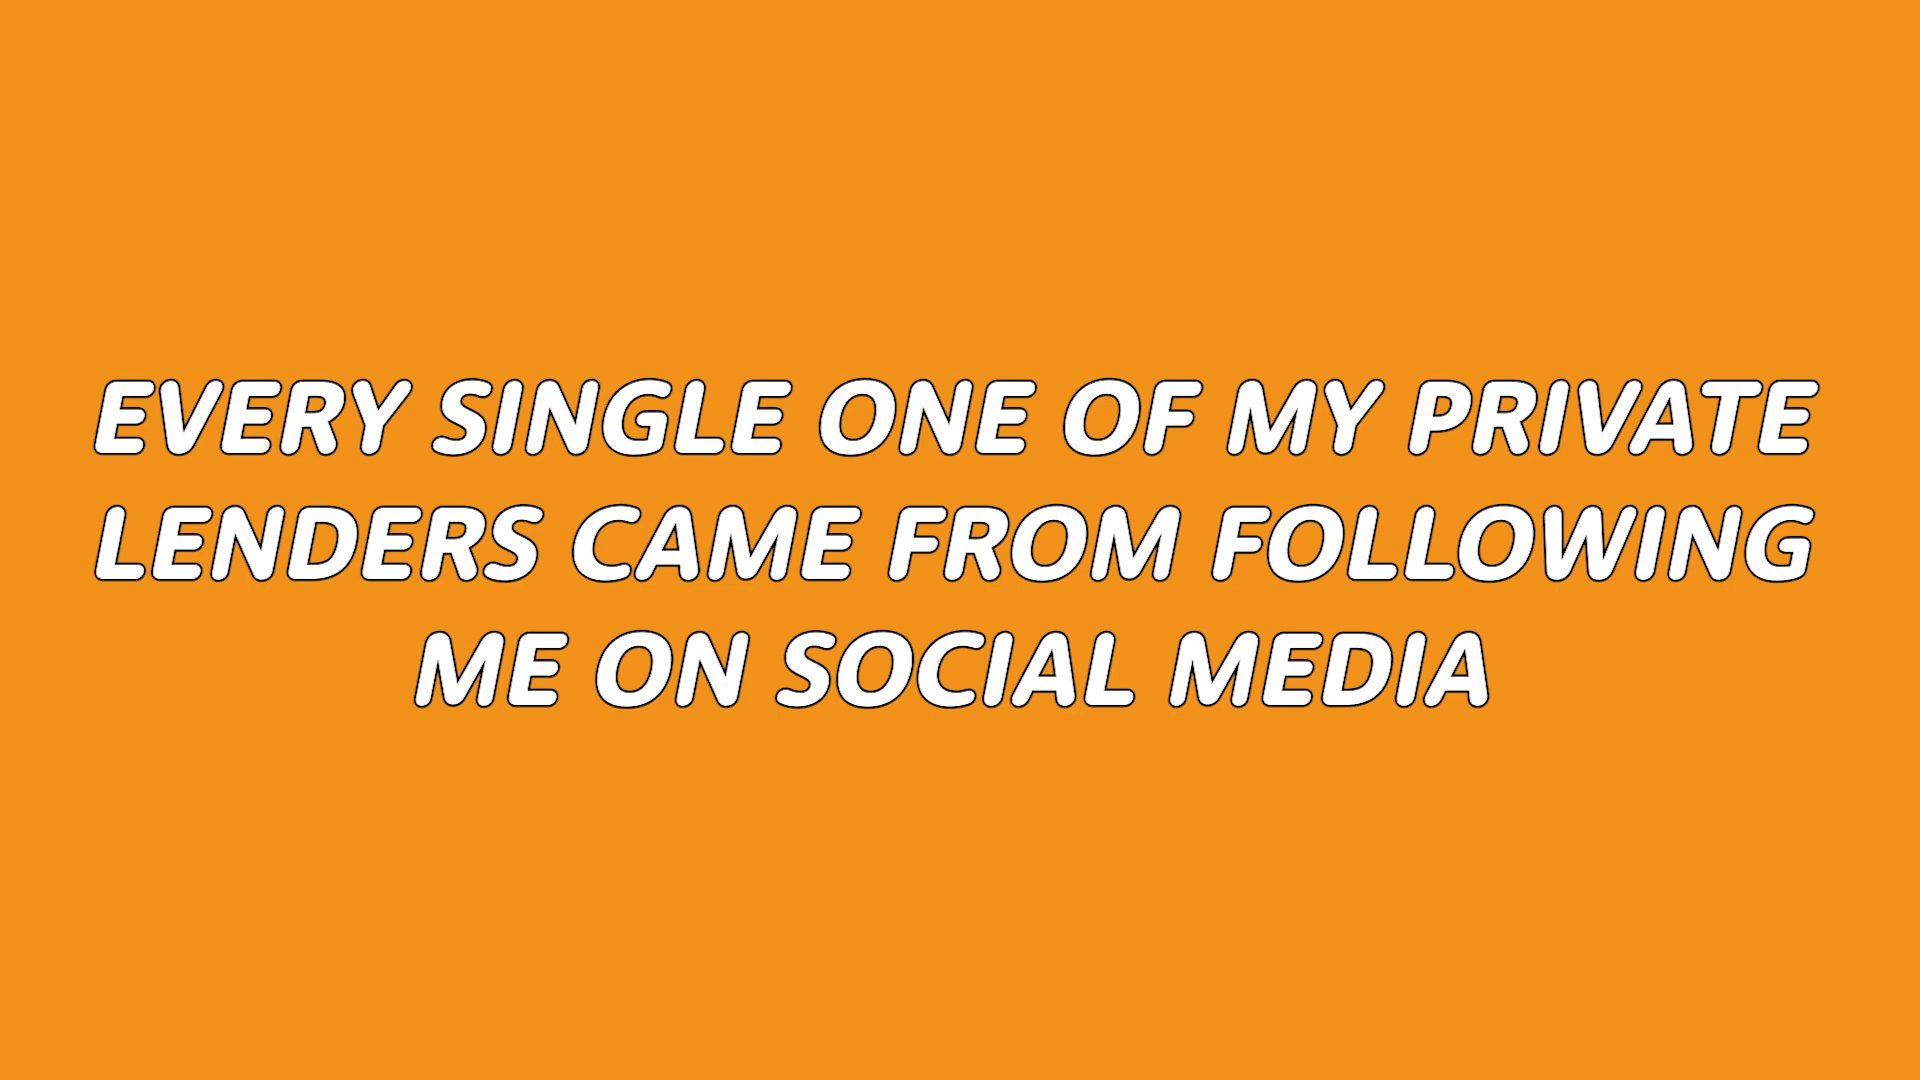 EVERY SINGLE ONE OF MY PRIVATE
LENDERS CAME FROM FOLLOWING
ME ON SOCIAL MEDIA